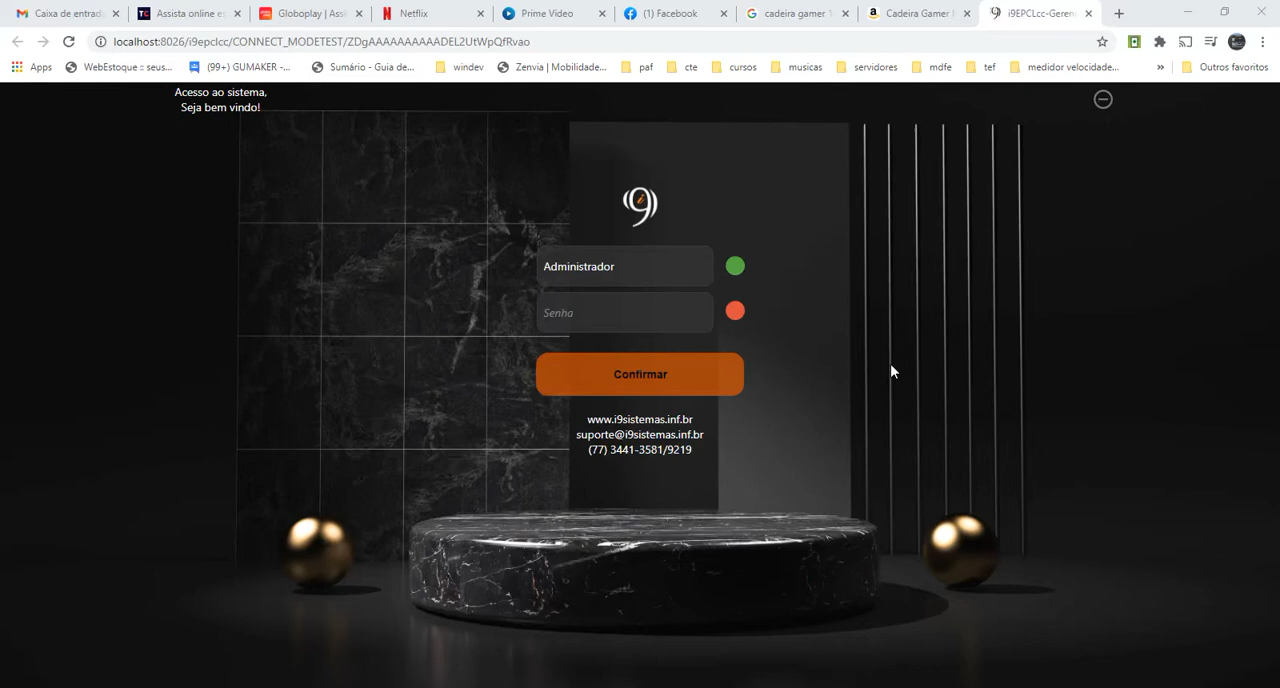 Caixa de entrada
Assista online e
Globoplay | Assi
Netflix
Prime Video
(1) Facebook
cadeira gamer T
Cadeira Gamer
i9EPCLcc-Geren
localhost:8026/i9epclcc/CONNECT_MODETEST/ZDgAAAAAAAAADEL2UtWpQfRvao
Apps
WebEstoque :: seus...
(99+) GUMAKER -...
Sumário - Guia de...
windev
Zenvia | Mobilidade...
paf
cte
cursos
musicas
servidores
mdfe
tef
medidor velocidade...
»
Outros favoritos
Acesso ao sistema,
Seja bem vindo!
i9
Administrador
Senha
Confirmar
www.i9sistemas.inf.br
suporte@i9sistemas.inf.br
(77) 3441-3581/9219